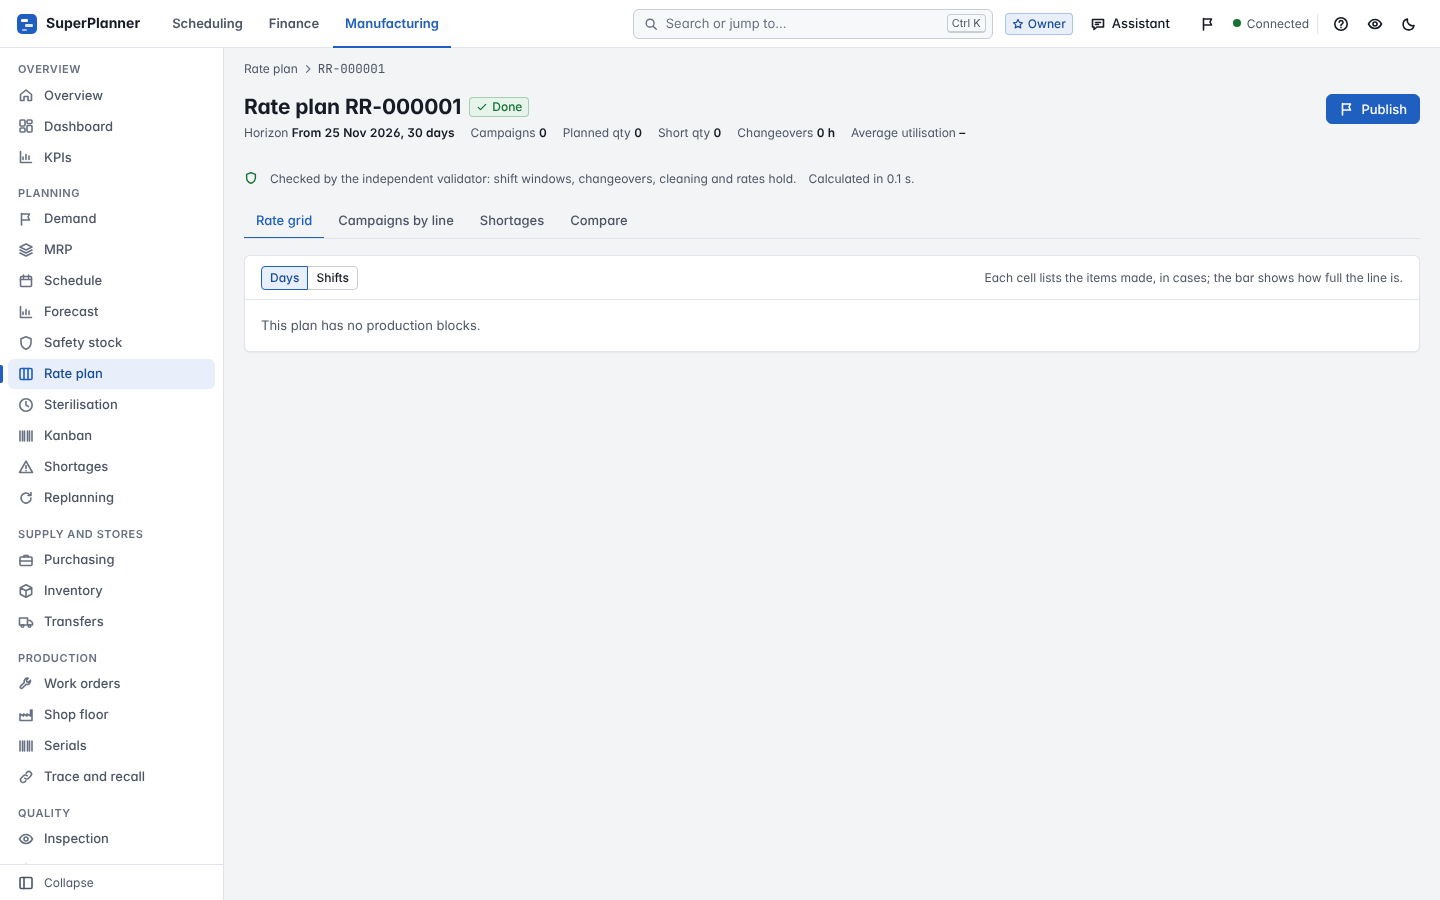 SuperPlanner
Scheduling
Finance
Manufacturing
Search or jump to...
Ctrl K
Owner
Assistant
Connected
OVERVIEW
Overview
Dashboard
KPIs
PLANNING
Demand
MRP
Schedule
Forecast
Safety stock
Rate plan
Sterilisation
Kanban
Shortages
Replanning
SUPPLY AND STORES
Purchasing
Inventory
Transfers
PRODUCTION
Work orders
Shop floor
Serials
Trace and recall
QUALITY
Inspection
Collapse
Rate plan > RR-000001
Rate plan RR-000001
Done
Publish
Horizon From 25 Nov 2026, 30 days Campaigns 0 Planned qty 0 Short qty 0 Changeovers 0 h Average utilisation –
Checked by the independent validator: shift windows, changeovers, cleaning and rates hold. Calculated in 0.1 s.
Rate grid
Campaigns by line
Shortages
Compare
Days
Shifts
Each cell lists the items made, in cases; the bar shows how full the line is.
This plan has no production blocks.